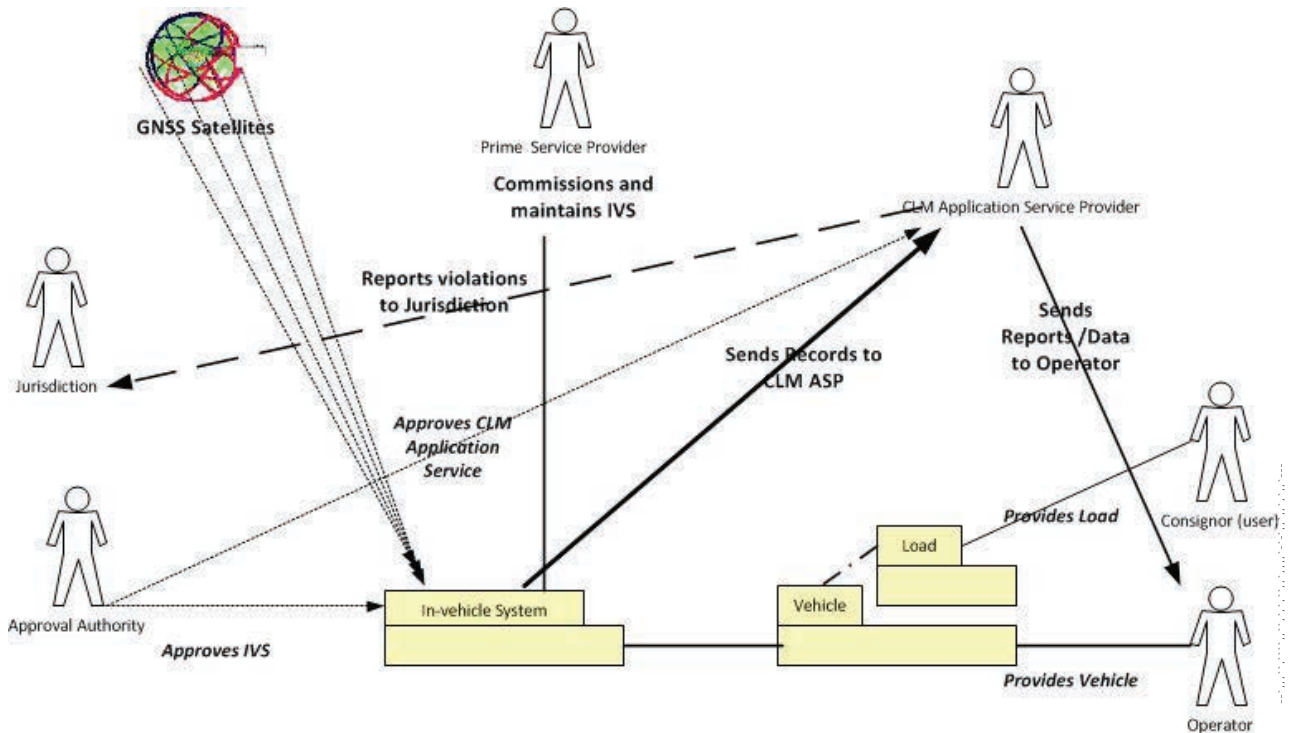 GNSS Satellites
Prime Service Provider
Commissions and
maintains IVS
CLM Application Service Provider
Reports violations
to Jurisdiction
Jurisdiction
Sends
Reports /Data
to Operator
Sends Records to
CLM ASP
Approves CLM
Application
Service
Provides Load
Consignor (user)
Load
Approval Authority
In-vehicle System
Vehicle
Approves IVS
Provides Vehicle
Operator